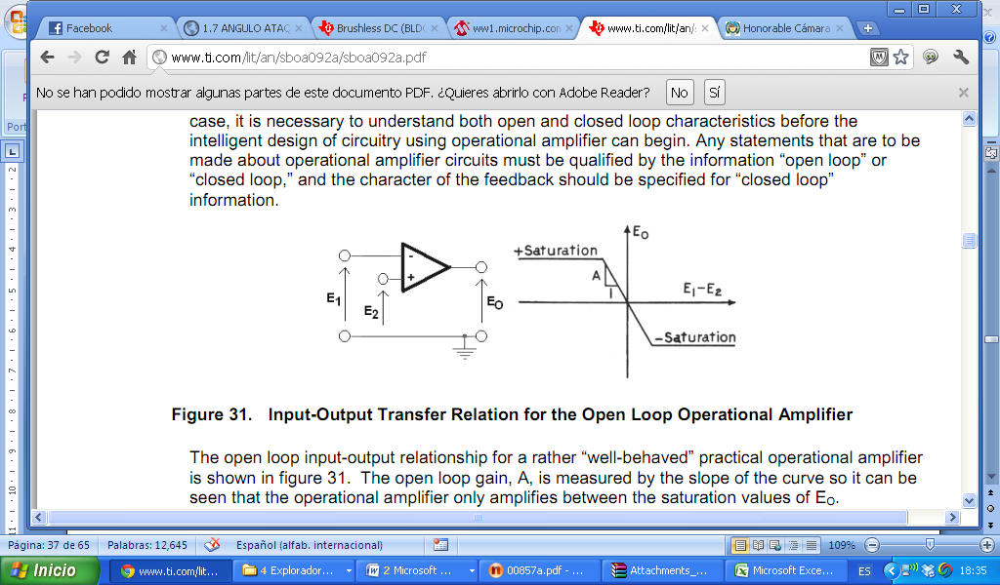 Facebook
1.7 ANGULO ATAC
Brushless DC (BLDC
ww1.microchip.com
www.ti.com/lit/an/s
Honorable Cámara
www.ti.com/lit/an/sboa092a/sboa092a.pdf
No se han podido mostrar algunas partes de este documento PDF. ¿Quieres abrirlo con Adobe Reader?
No
Sí
Port
case, it is necessary to understand both open and closed loop characteristics before the
intelligent design of circuitry using operational amplifier can begin. Any statements that are to be
made about operational amplifier circuits must be qualified by the information “open loop” or
“closed loop,” and the character of the feedback should be specified for “closed loop”
information.
E1
E2
-
+
EO
+Saturation
EO
A
1
E1−E2
−Saturation
Figure 31. Input-Output Transfer Relation for the Open Loop Operational Amplifier
The open loop input-output relationship for a rather “well-behaved” practical operational amplifier
is shown in figure 31. The open loop gain, A, is measured by the slope of the curve so it can be
seen that the operational amplifier only amplifies between the saturation values of EO.
Página: 37 de 65
Palabras: 12,645
Español (alfab. internacional)
109%
Inicio
www.ti.com/lit...
4 Explorador...
2 Microsoft ...
00857a.pdf - ...
Attachments_...
Microsoft Exce...
ES
18:35